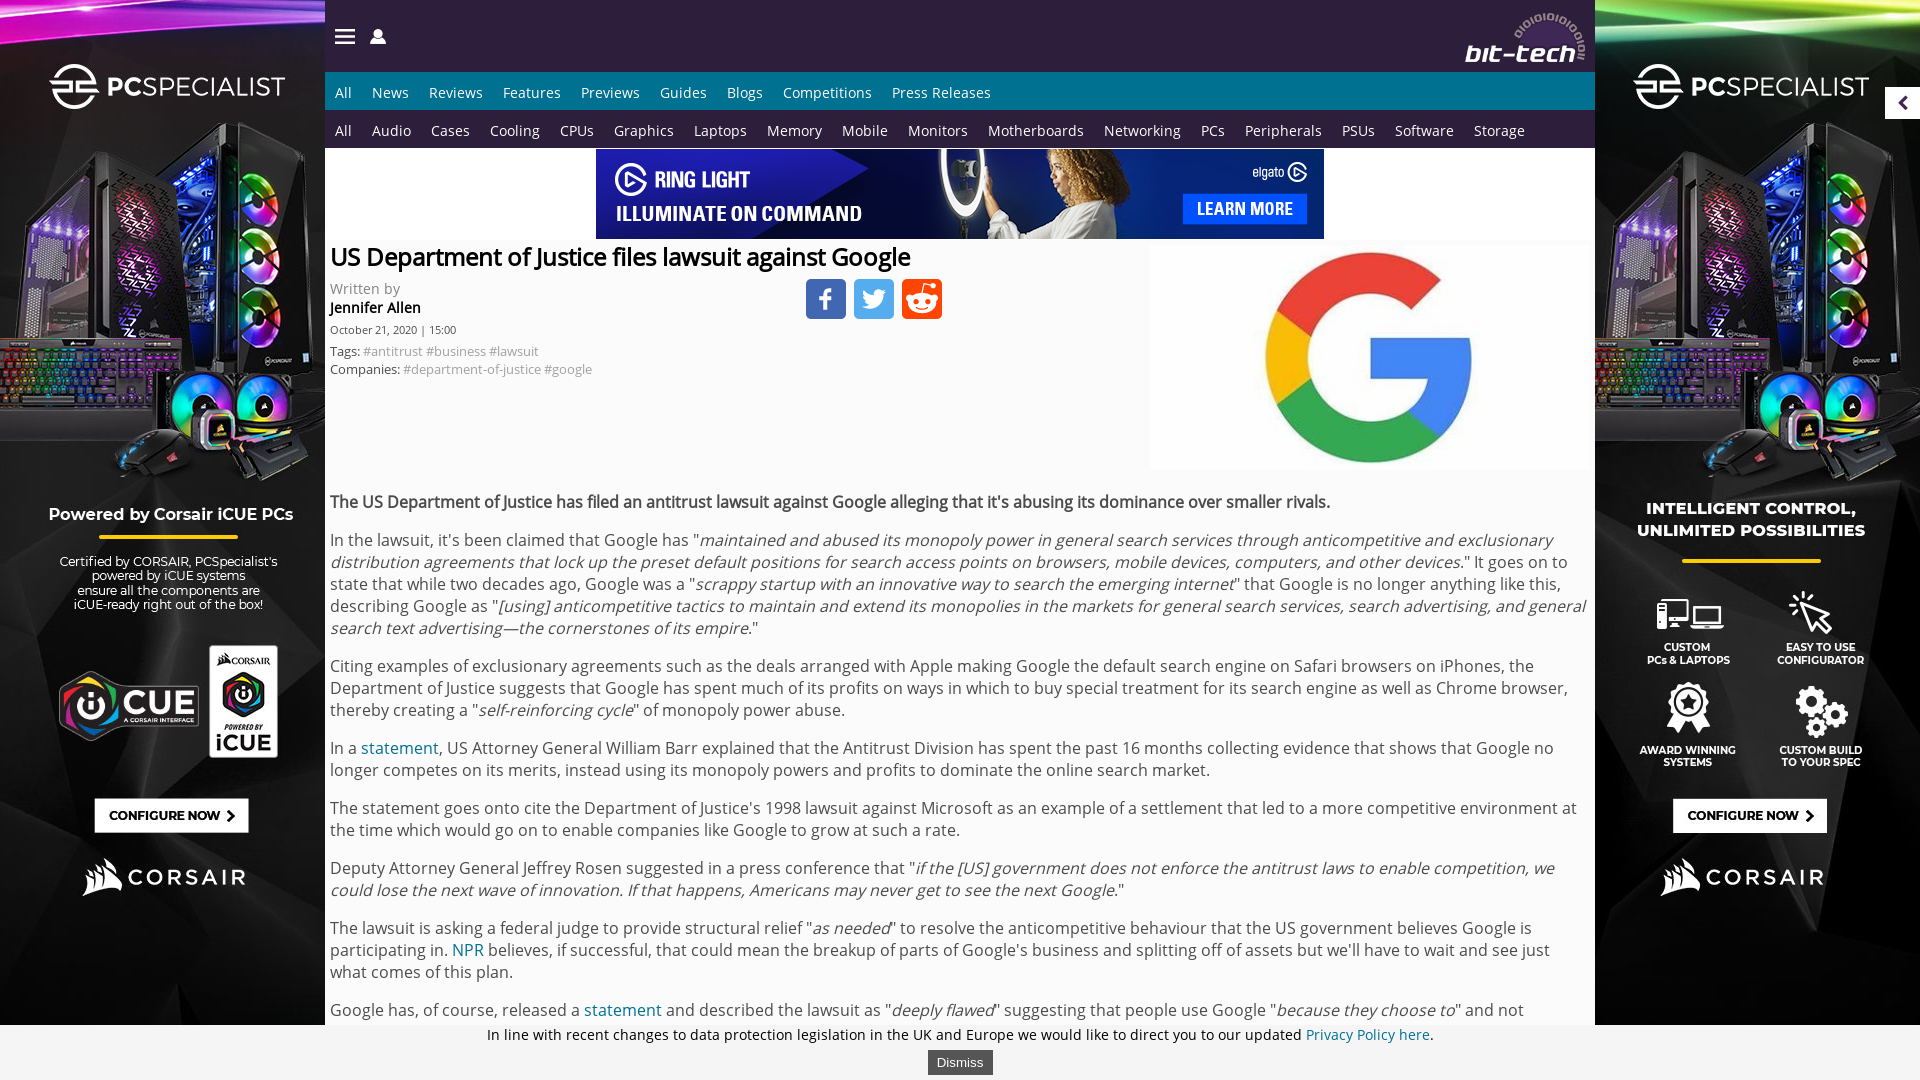 bit-tech
All News Reviews Features Previews Guides Blogs Competitions Press Releases
All Audio Cases Cooling CPUs Graphics Laptops Memory Mobile Monitors Motherboards Networking PCs Peripherals PSUs Software Storage
RING LIGHT
ILLUMINATE ON COMMAND
elgato
LEARN MORE
US Department of Justice files lawsuit against Google
Written by
Jennifer Allen
October 21, 2020 | 15:00
Tags: #antitrust #business #lawsuit
Companies: #department-of-justice #google
The US Department of Justice has filed an antitrust lawsuit against Google alleging that it's abusing its dominance over smaller rivals.
In the lawsuit, it's been claimed that Google has "maintained and abused its monopoly power in general search services through anticompetitive and exclusionary
distribution agreements that lock up the preset default positions for search access points on browsers, mobile devices, computers, and other devices." It goes on to
state that while two decades ago, Google was a "scrappy startup with an innovative way to search the emerging internet" that Google is no longer anything like this,
describing Google as "[using] anticompetitive tactics to maintain and extend its monopolies in the markets for general search services, search advertising, and general
search text advertising—the cornerstones of its empire."
Citing examples of exclusionary agreements such as the deals arranged with Apple making Google the default search engine on Safari browsers on iPhones, the
Department of Justice suggests that Google has spent much of its profits on ways in which to buy special treatment for its search engine as well as Chrome browser,
thereby creating a "self-reinforcing cycle" of monopoly power abuse.
In a statement, US Attorney General William Barr explained that the Antitrust Division has spent the past 16 months collecting evidence that shows that Google no
longer competes on its merits, instead using its monopoly powers and profits to dominate the online search market.
The statement goes onto cite the Department of Justice's 1998 lawsuit against Microsoft as an example of a settlement that led to a more competitive environment at
the time which would go on to enable companies like Google to grow at such a rate.
Deputy Attorney General Jeffrey Rosen suggested in a press conference that "if the [US] government does not enforce the antitrust laws to enable competition, we
could lose the next wave of innovation. If that happens, Americans may never get to see the next Google."
The lawsuit is asking a federal judge to provide structural relief "as needed" to resolve the anticompetitive behaviour that the US government believes Google is
participating in. NPR believes, if successful, that could mean the breakup of parts of Google's business and splitting off of assets but we'll have to wait and see just
what comes of this plan.
Google has, of course, released a statement and described the lawsuit as "deeply flawed" suggesting that people use Google "because they choose to" and not
In line with recent changes to data protection legislation in the UK and Europe we would like to direct you to our updated Privacy Policy here.
Dismiss
PCSPECIALIST
Powered by Corsair iCUE PCs
Certified by CORSAIR, PCSpecialist's
powered by iCUE systems
ensure all the components are
iCUE-ready right out of the box!
iCUE
A CORSAIR INTERFACE
CORSAIR
POWERED BY
iCUE
CONFIGURE NOW
CORSAIR
PCSPECIALIST
INTELLIGENT CONTROL,
UNLIMITED POSSIBILITIES
CUSTOM
PCs & LAPTOPS
EASY TO USE
CONFIGURATOR
AWARD WINNING
SYSTEMS
CUSTOM BUILD
TO YOUR SPEC
CONFIGURE NOW
CORSAIR